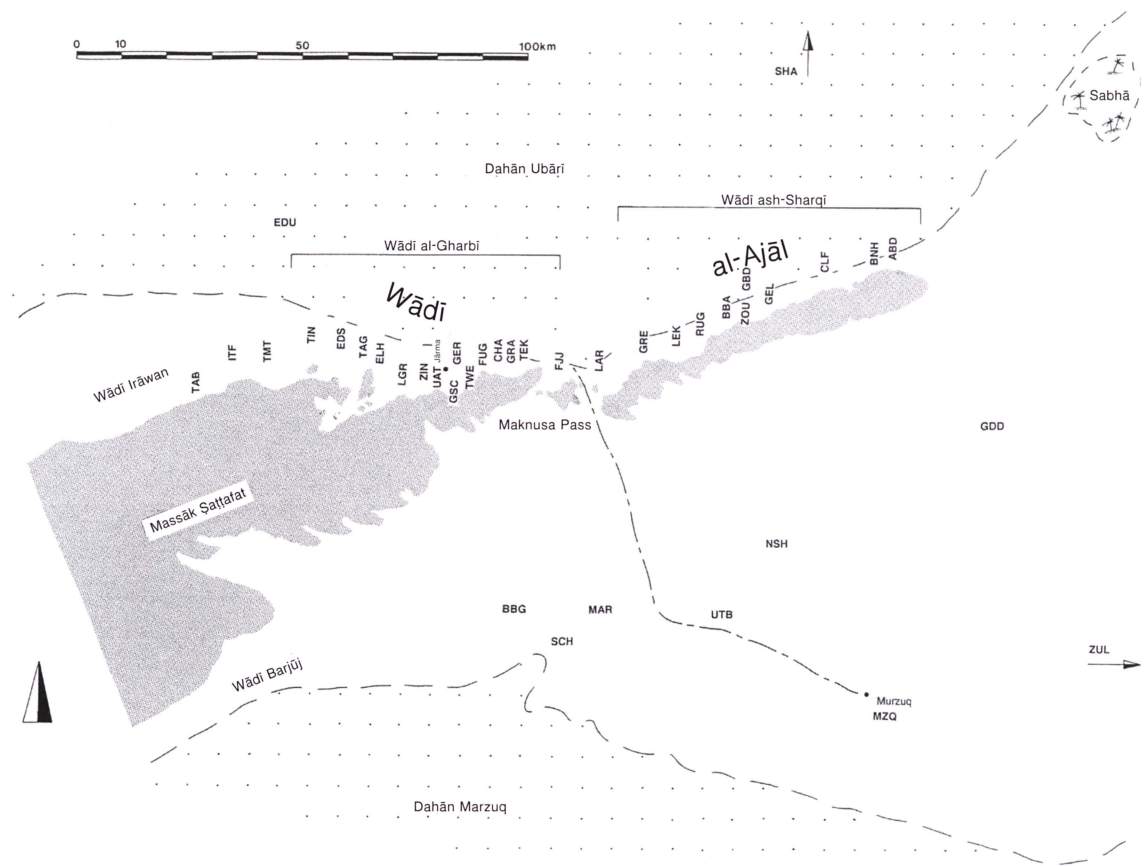 0 10 50 100km
SHA
Sabhā
Dahān Ubārī
Wādī ash-Sharqī
EDU
Wādī al-Gharbī
al-Ajāl
Wādī
CLF
BNH
ABD
GBD
GEL
BBA
ZOU
RUG
LEK
GRE
LAR
FJJ
TEK
GRA
CHA
FUG
TWE
GER
GSC
Järma
UAT
ZIN
LGR
ELH
TAG
EDS
TIN
TMT
ITF
TAB
Wādī Irāwan
Maknusa Pass
GDD
Massāk Ṣaṭṭafat
NSH
BBG
MAR
UTB
SCH
ZUL
Wādī Barjūj
Murzuq
MZQ
Dahān Marzuq